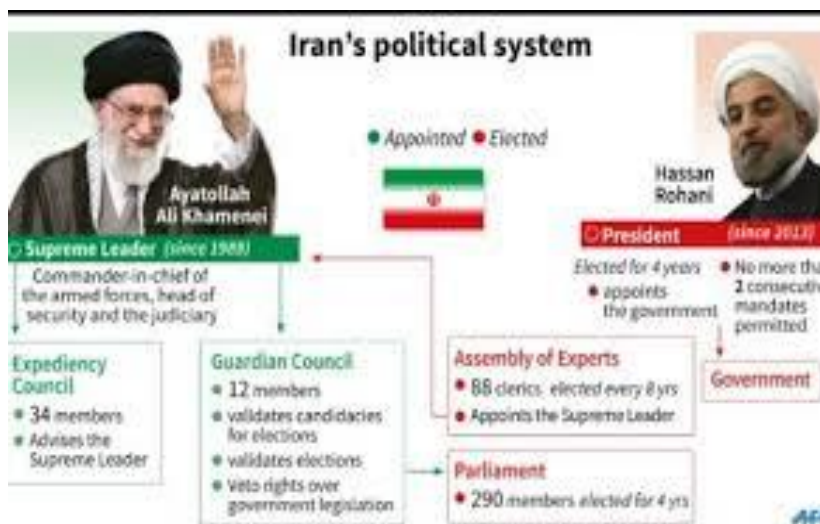 Iran's political system
Appointed Elected
Ayatollah
Ali Khamenei
Hassan
Rohani
Supreme Leader (since 1989)
Commander-in-chief of
the armed forces, head of
security and the judiciary
President (since 2013)
Elected for 4 years
appoints
the government
No more tha
2 consecutiv
mandates
permitted
Expediency
Council
34 members
Advises the
Supreme Leader
Guardian Council
12 members
validates candidacies
for elections
validates elections
Veto rights over
government legislation
Assembly of Experts
88 clerics elected every 8 yrs
Appoints the Supreme Leader
Government
Parliament
290 members elected for 4 yrs
AF